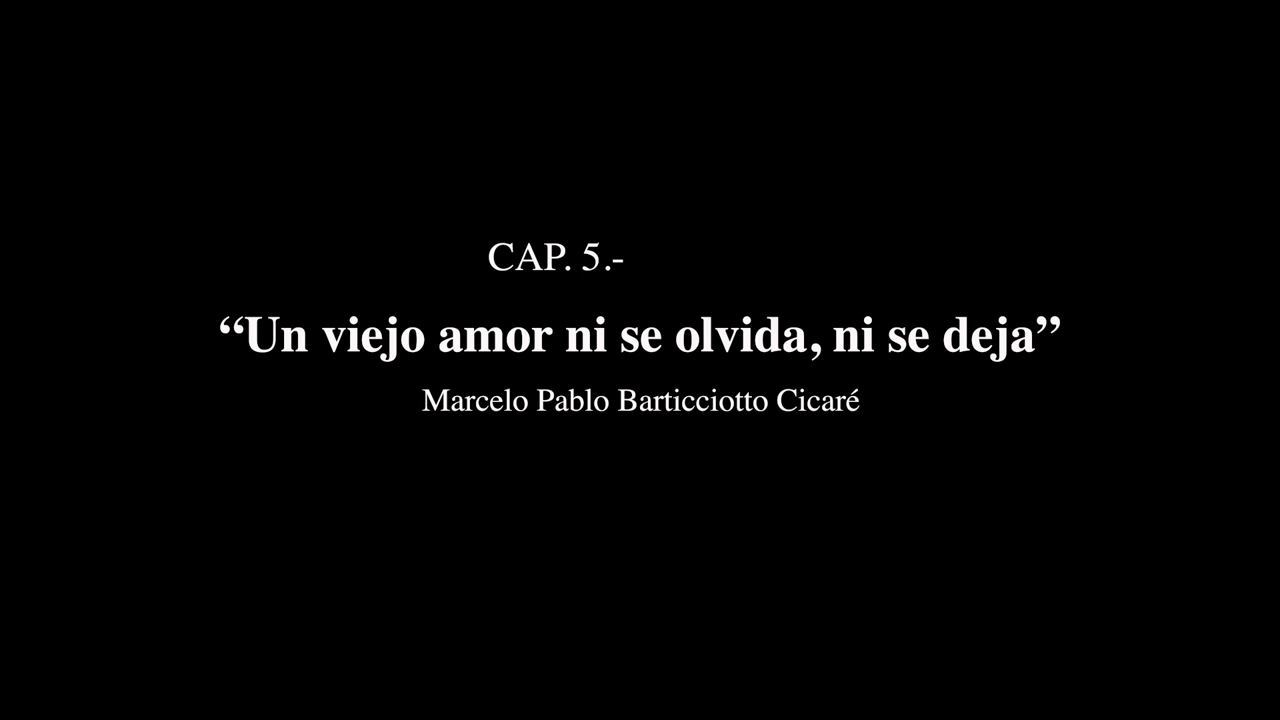 CAP. 5.-
“Un viejo amor ni se olvida, ni se deja”
Marcelo Pablo Barticciotto Cicaré